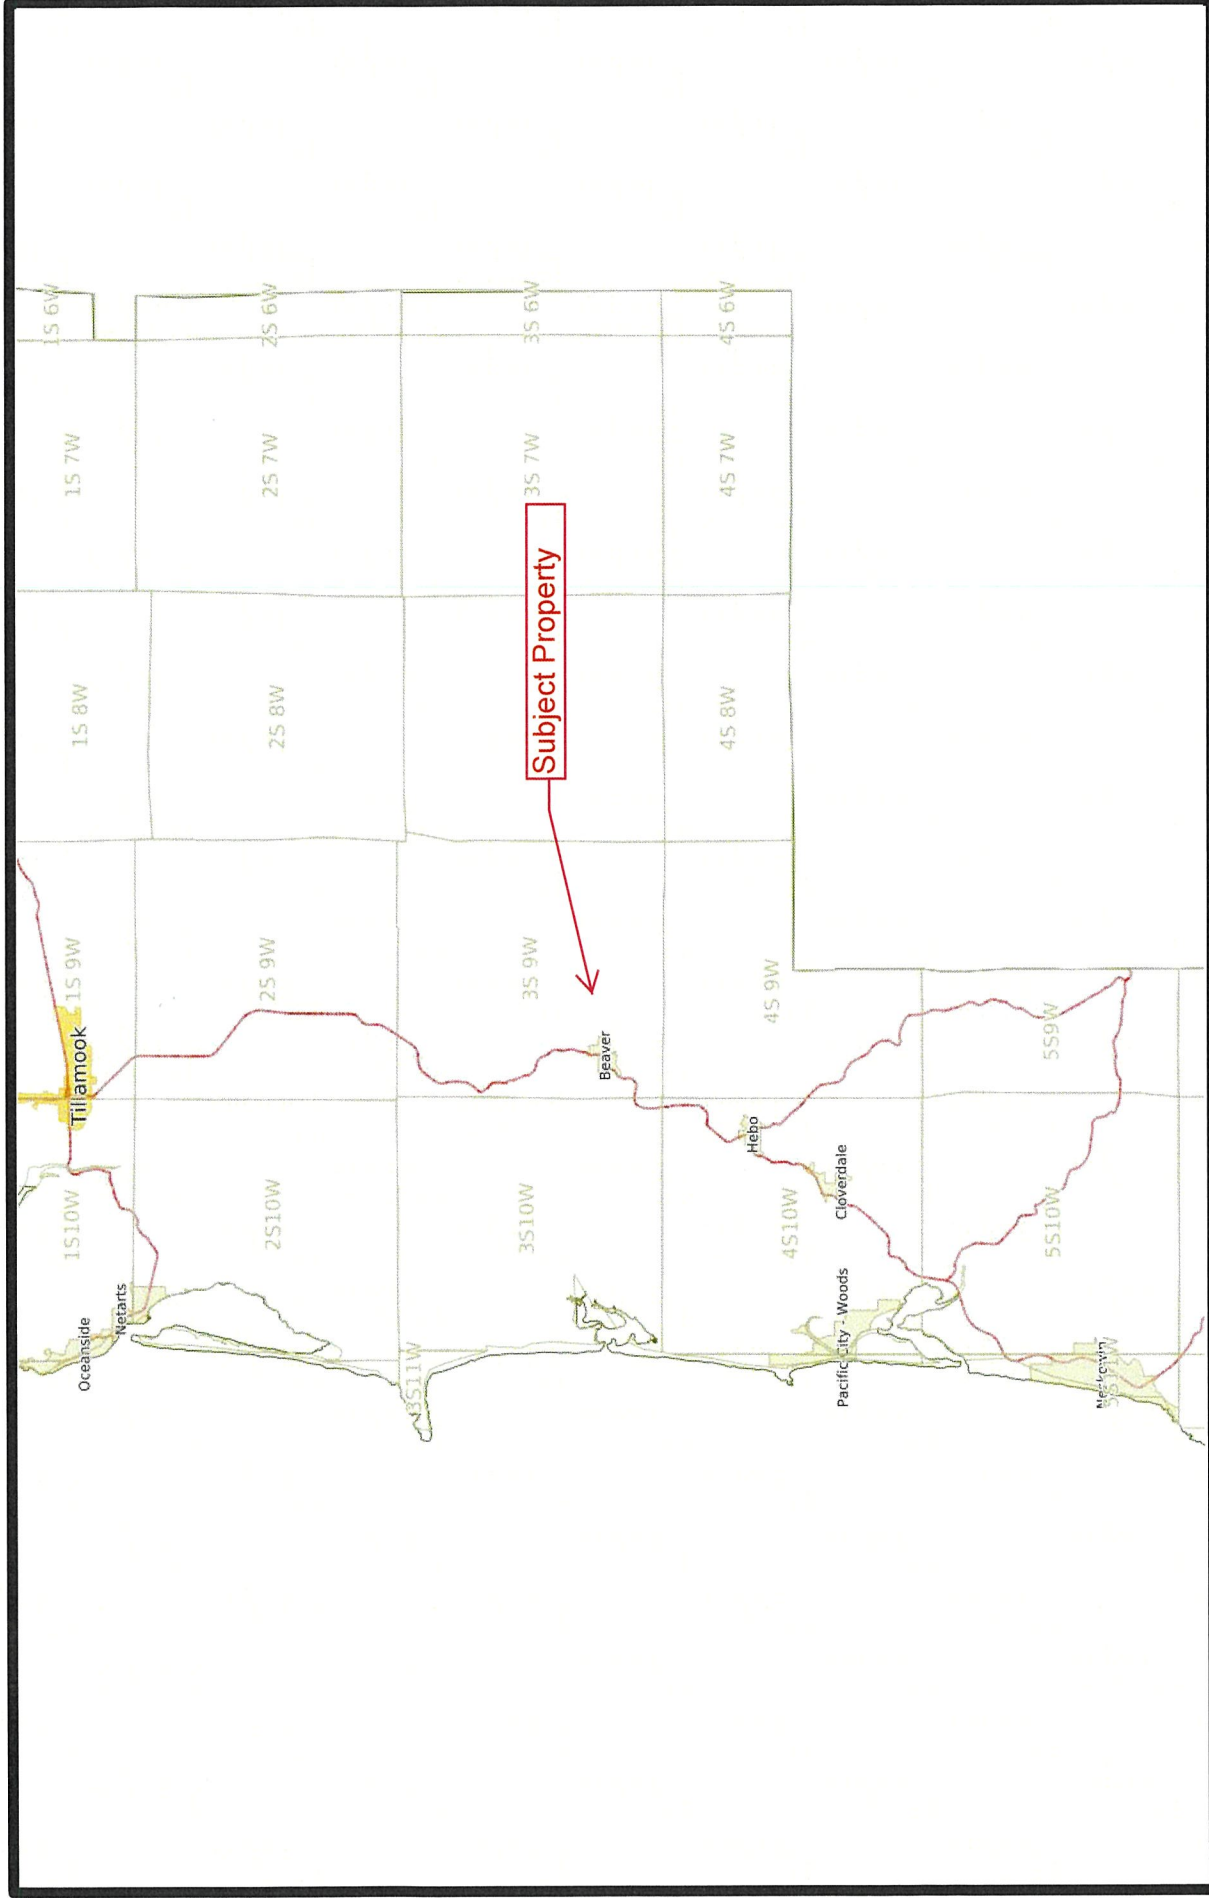 1S 6W
2S 6W
3S 6W
4S 6W
1S 7W
2S 7W
3S 7W
4S 7W
Subject Property
1S 8W
2S 8W
4S 8W
1S 9W
2S 9W
3S 9W
4S 9W
5S9W
Tillamook
Beaver
Hebo
Cloverdale
1S10W
2S10W
3S10W
4S10W
5S10W
Netarts
Oceanside
Pacific City - Woods
3S11W
Neskowin
5S11W